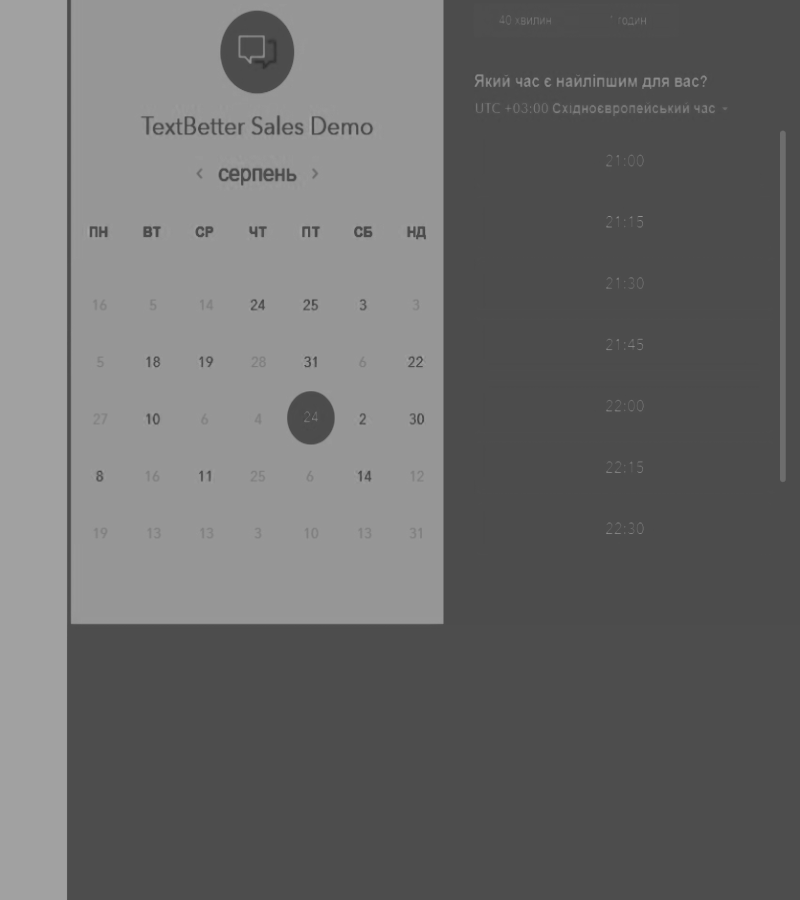 TextBetter Sales Demo
‹ серпень ›
ПН ВТ СР ЧТ ПТ СБ НД
16 5 14 24 25 3 3
5 18 19 28 31 6 22
27 10 6 4 24 2 30
8 16 11 25 6 14 12
19 13 13 3 10 13 31
40 хвилин 1 годин
Який час є найліпшим для вас?
UTC +03:00 Східноєвропейський час
21:00
21:15
21:30
21:45
22:00
22:15
22:30